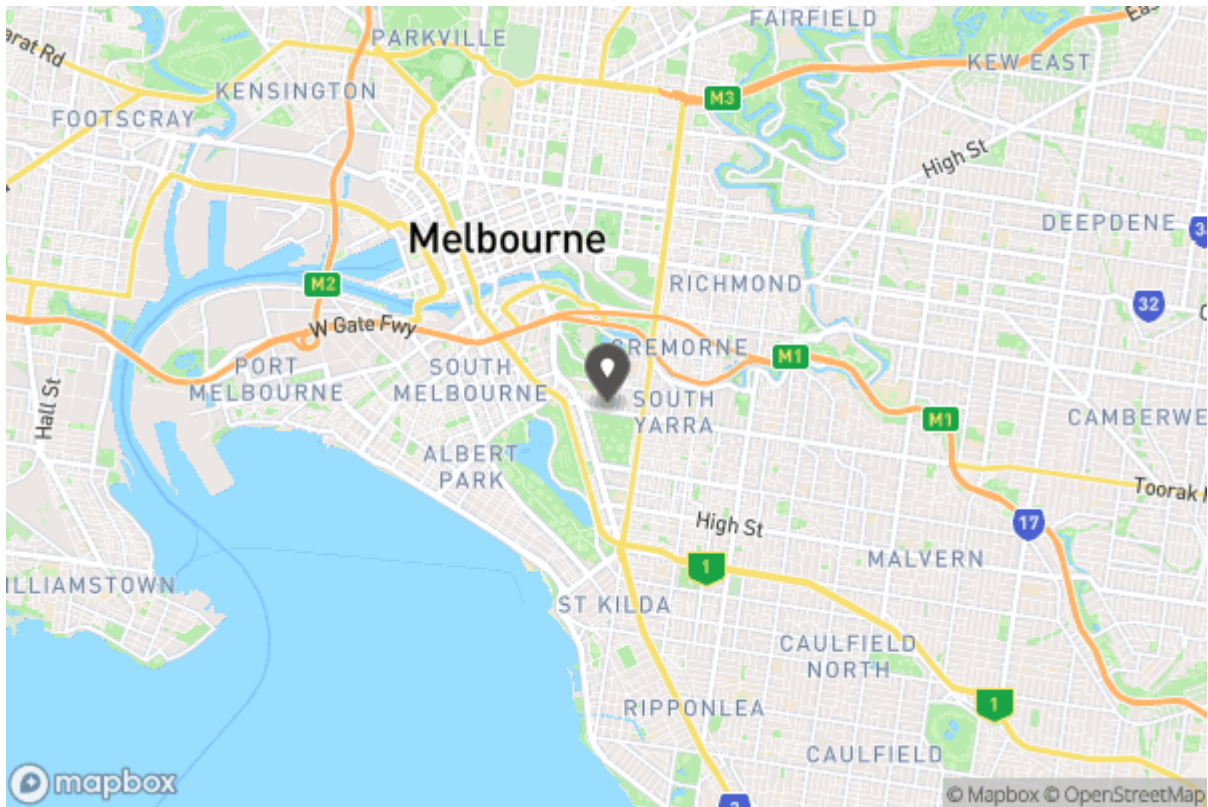 FAIRFIELD
PARKVILLE
KEW EAST
KENSINGTON
M3
FOOTSCRAY
High St
DEEPDENE
Melbourne
M2
RICHMOND
32
W Gate Fwy
CREMORNE
M1
PORT
MELBOURNE
SOUTH
MELBOURNE
SOUTH
YARRA
Hall St
M1
CAMBERWE
ALBERT
PARK
Toorak
High St
17
MALVERN
1
ILLIAMSTOWN
ST KILDA
CAULFIELD
NORTH
RIPPONLEA
1
CAULFIELD
mapbox
© Mapbox © OpenStreetMap